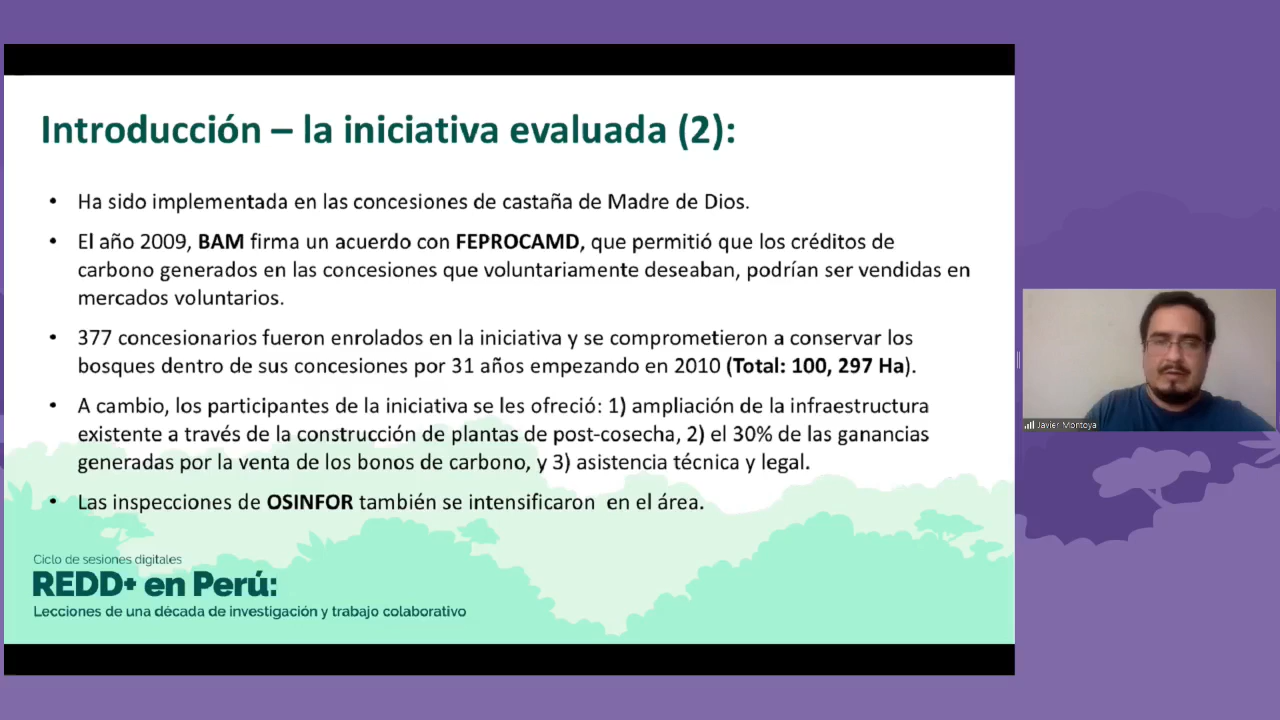 Introducción – la iniciativa evaluada (2):
• Ha sido implementada en las concesiones de castaña de Madre de Dios.
• El año 2009, BAM firma un acuerdo con FEPROCAMD, que permitió que los créditos de
carbono generados en las concesiones que voluntariamente deseaban, podrían ser vendidas en
mercados voluntarios.
• 377 concesionarios fueron enrolados en la iniciativa y se comprometieron a conservar los
bosques dentro de sus concesiones por 31 años empezando en 2010 (Total: 100, 297 Ha).
• A cambio, los participantes de la iniciativa se les ofreció: 1) ampliación de la infraestructura
existente a través de la construcción de plantas de post-cosecha, 2) el 30% de las ganancias
generadas por la venta de los bonos de carbono, y 3) asistencia técnica y legal.
• Las inspecciones de OSINFOR también se intensificaron en el área.
Ciclo de sesiones digitales
REDD+ en Perú:
Lecciones de una década de investigación y trabajo colaborativo
Javier Montoya